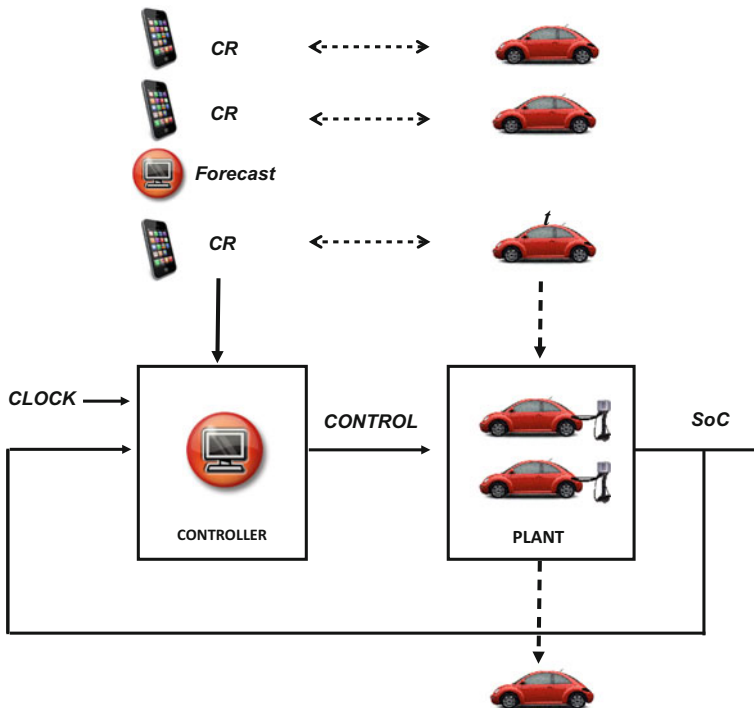 CR
CR
Forecast
t
CR
CLOCK
CONTROL
SoC
CONTROLLER
PLANT